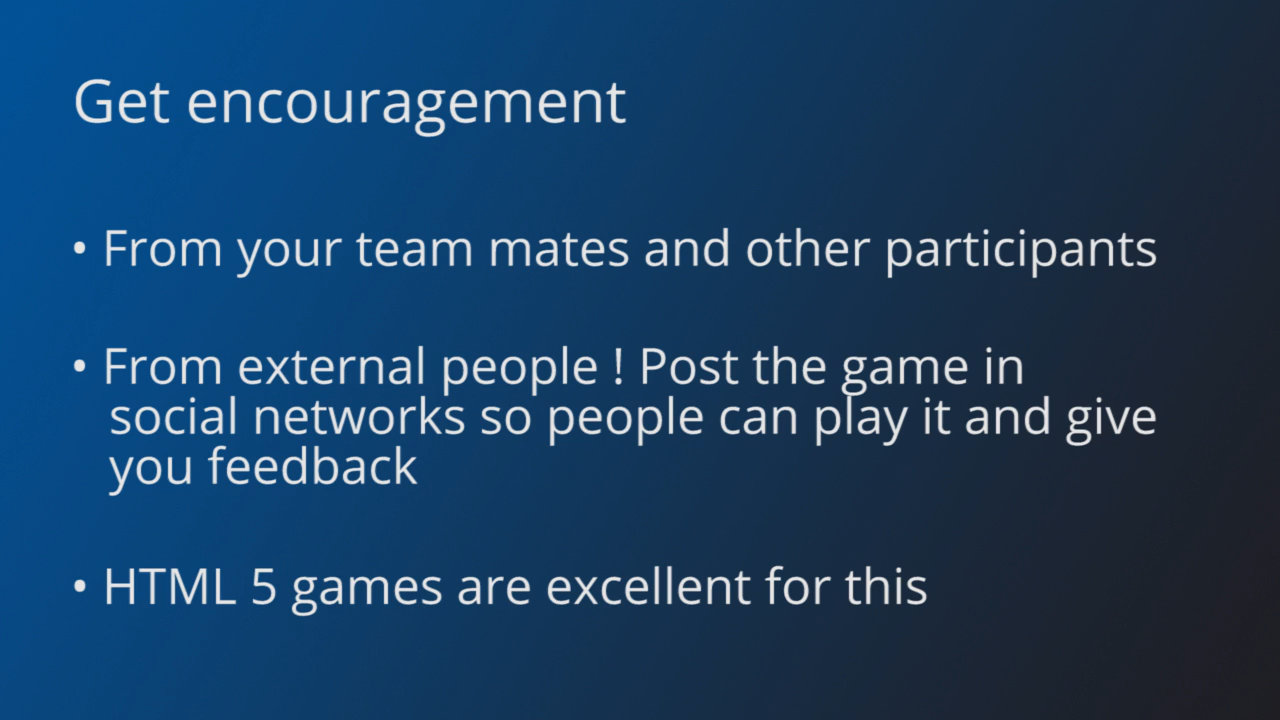 Get encouragement
• From your team mates and other participants
• From external people ! Post the game in
social networks so people can play it and give
you feedback
• HTML 5 games are excellent for this